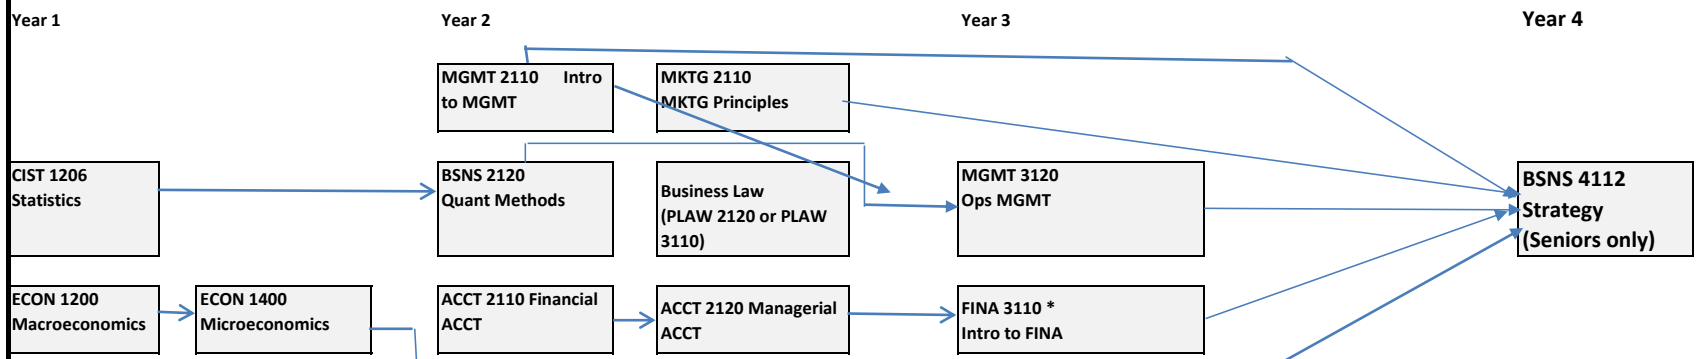 Year 1
Year 2
Year 3
Year 4
MGMT 2110 Intro
to MGMT
MKTG 2110
MKTG Principles
CIST 1206
Statistics
BSNS 2120
Quant Methods
Business Law
(PLAW 2120 or PLAW
3110)
MGMT 3120
Ops MGMT
BSNS 4112
Strategy
(Seniors only)
ECON 1200
Macroeconomics
ECON 1400
Microeconomics
ACCT 2110 Financial
ACCT
ACCT 2120 Managerial
ACCT
FINA 3110 *
Intro to FINA